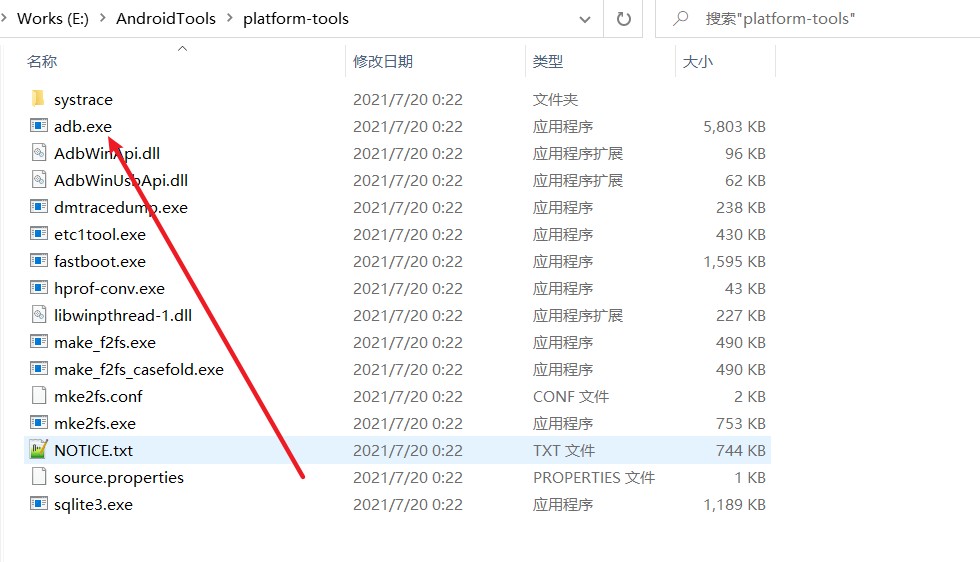 Works (E:) > AndroidTools > platform-tools 搜索"platform-tools"
名称 修改日期 类型 大小
systrace 2021/7/20 0:22 文件夹
adb.exe 2021/7/20 0:22 应用程序 5,803 KB
AdbWinApi.dll 2021/7/20 0:22 应用程序扩展 96 KB
AdbWinUsbApi.dll 2021/7/20 0:22 应用程序扩展 62 KB
dmtracedump.exe 2021/7/20 0:22 应用程序 238 KB
etc1tool.exe 2021/7/20 0:22 应用程序 430 KB
fastboot.exe 2021/7/20 0:22 应用程序 1,595 KB
hprof-conv.exe 2021/7/20 0:22 应用程序 43 KB
libwinpthread-1.dll 2021/7/20 0:22 应用程序扩展 227 KB
make_f2fs.exe 2021/7/20 0:22 应用程序 490 KB
make_f2fs_casefold.exe 2021/7/20 0:22 应用程序 490 KB
mke2fs.conf 2021/7/20 0:22 CONF 文件 2 KB
mke2fs.exe 2021/7/20 0:22 应用程序 753 KB
NOTICE.txt 2021/7/20 0:22 TXT 文件 744 KB
source.properties 2021/7/20 0:22 PROPERTIES 文件 1 KB
sqlite3.exe 2021/7/20 0:22 应用程序 1,189 KB